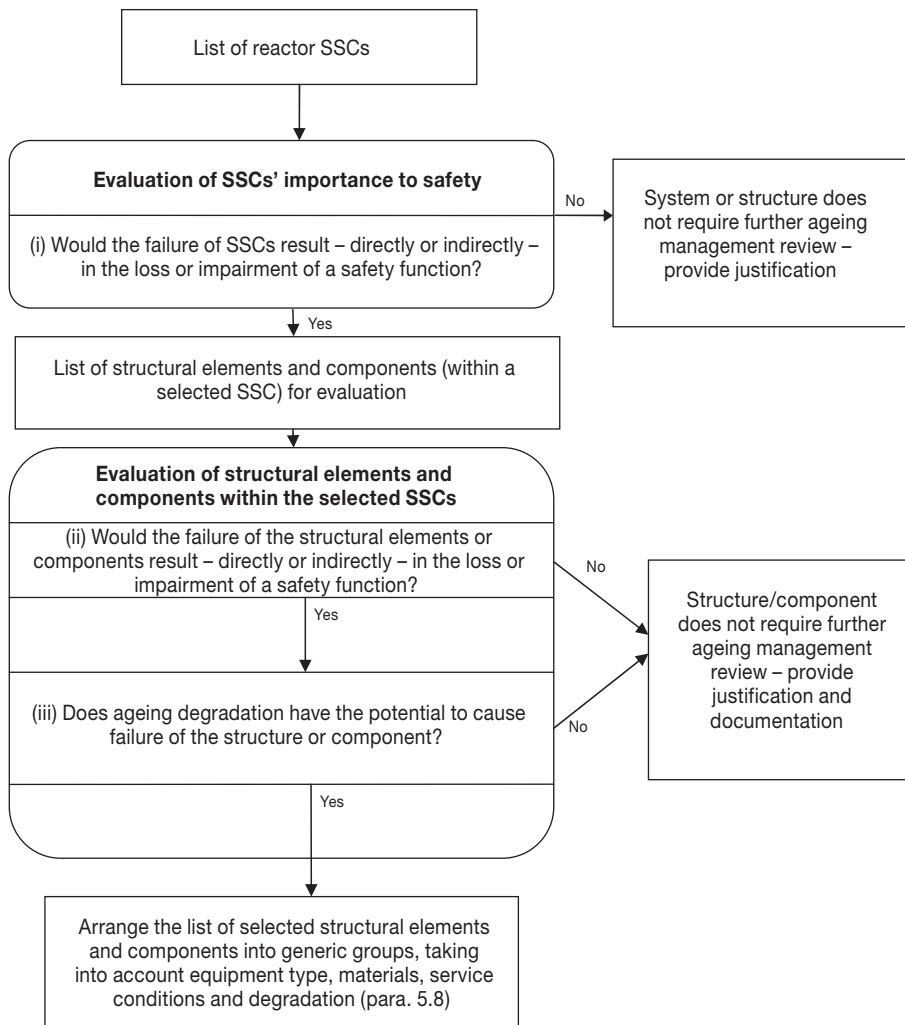 List of reactor SSCs
Evaluation of SSCs' importance to safety
No
System or structure does
not require further ageing
management review –
provide justification
(i) Would the failure of SSCs result – directly or indirectly –
in the loss or impairment of a safety function?
Yes
List of structural elements and components (within a
selected SSC) for evaluation
Evaluation of structural elements and
components within the selected SSCs
(ii) Would the failure of the structural elements or
components result – directly or indirectly – in the loss or
impairment of a safety function?
No
Yes
Structure/component
does not require further
ageing management
review – provide
justification and
documentation
(iii) Does ageing degradation have the potential to cause
failure of the structure or component?
No
Yes
Arrange the list of selected structural elements
and components into generic groups, taking
into account equipment type, materials, service
conditions and degradation (para. 5.8)